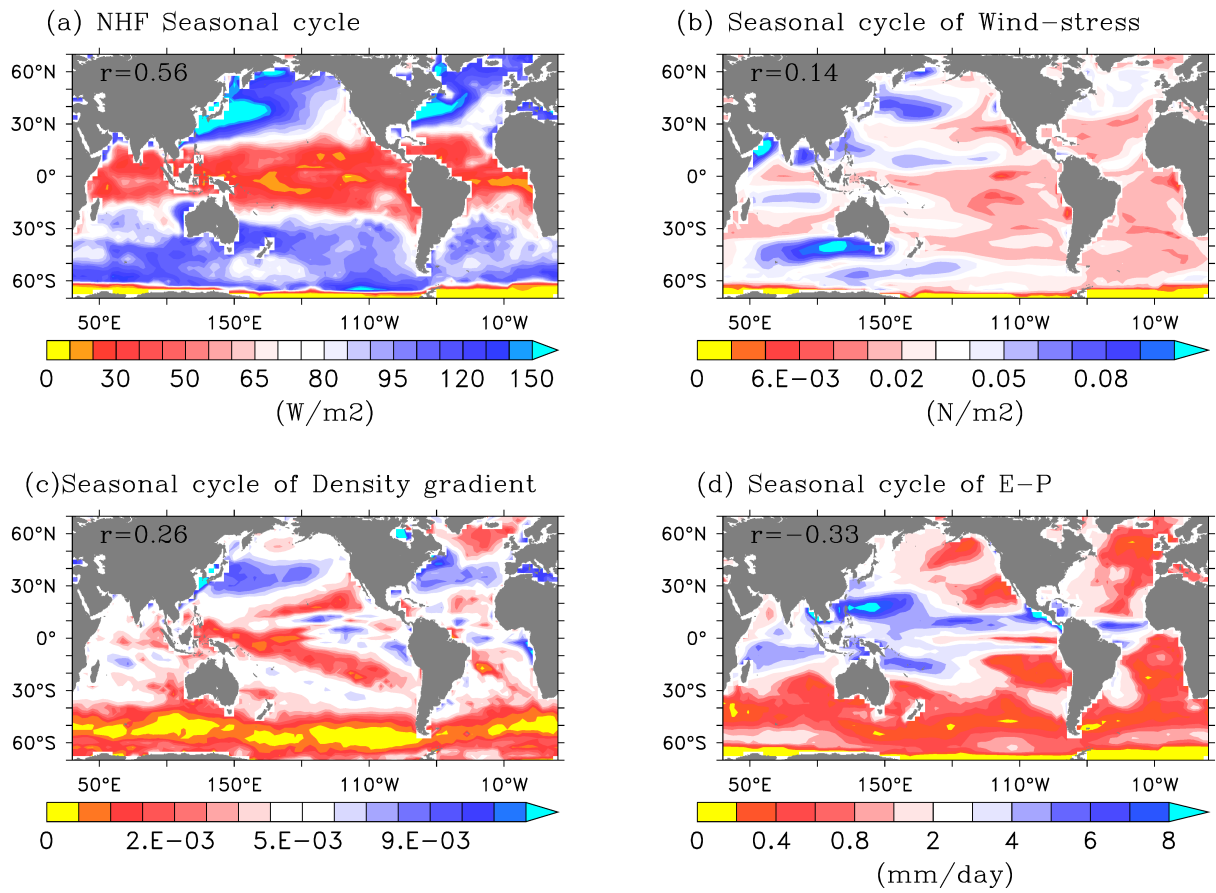 (a) NHF Seasonal cycle
r=0.56
60°N
30°N
0°
30°S
60°S
50°E 150°E 110°W 10°W
0 30 50 65 80 95 120 150
(W/m2)
(b) Seasonal cycle of Wind-stress
r=0.14
60°N
30°N
0°
30°S
60°S
50°E 150°E 110°W 10°W
0 6.E-03 0.02 0.05 0.08
(N/m2)
(c)Seasonal cycle of Density gradient
r=0.26
60°N
30°N
0°
30°S
60°S
50°E 150°E 110°W 10°W
0 2.E-03 5.E-03 9.E-03
(d) Seasonal cycle of E-P
r=-0.33
60°N
30°N
0°
30°S
60°S
50°E 150°E 110°W 10°W
0 0.4 0.8 2 4 6 8
(mm/day)